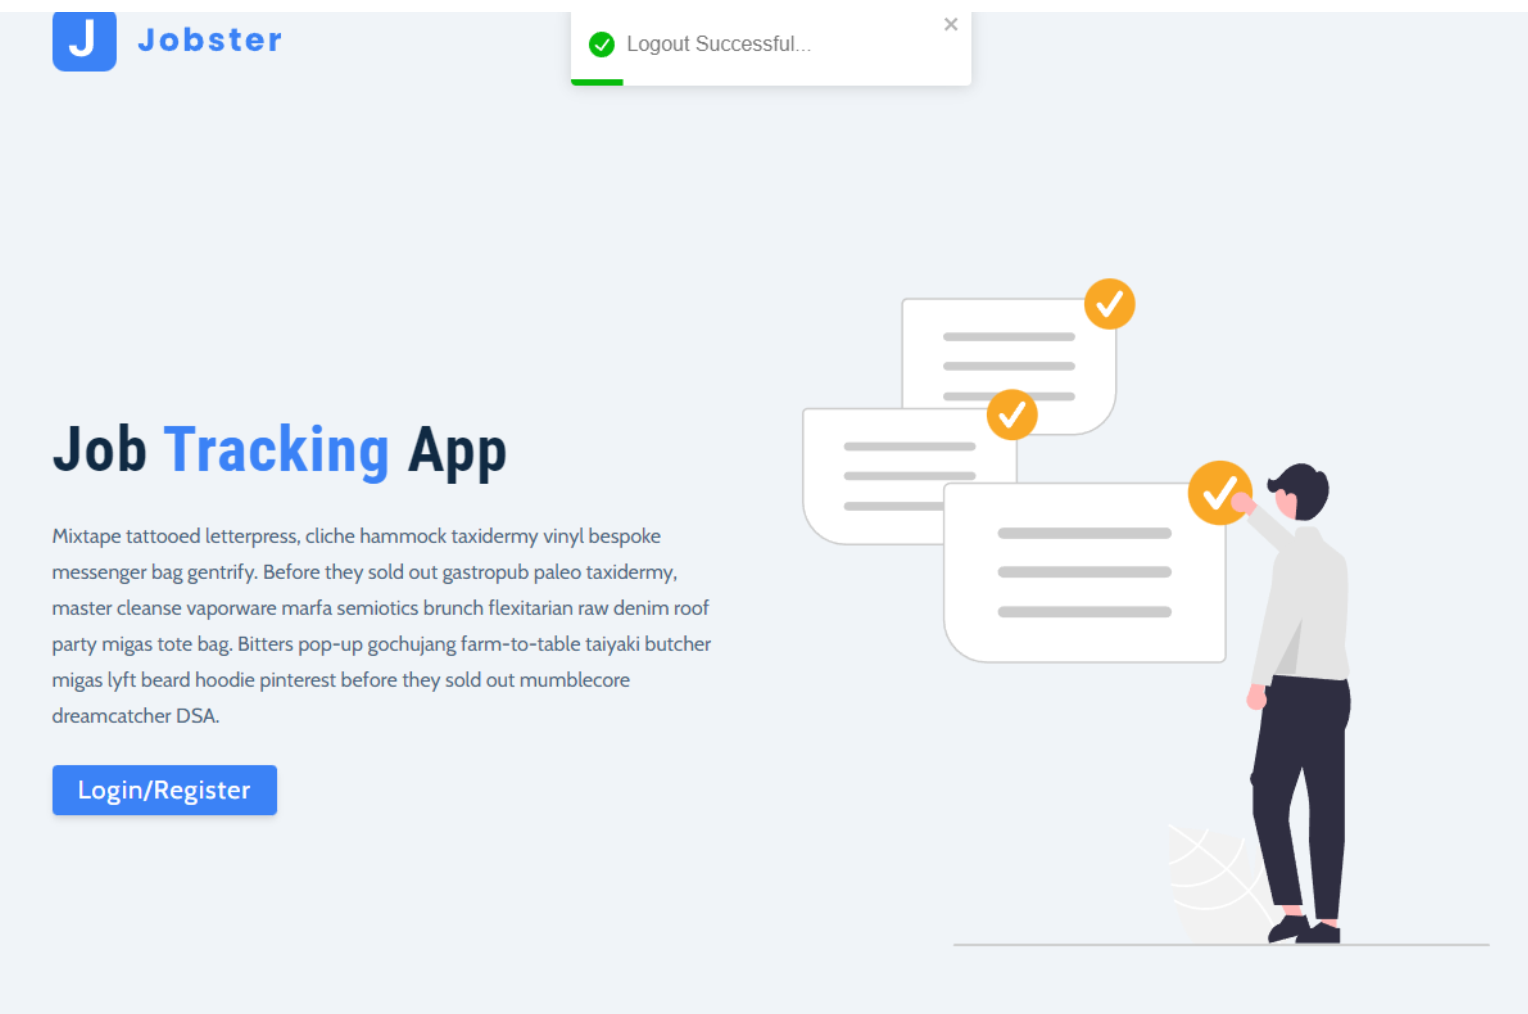 J Jobster
Logout Successful...
Job Tracking App
Mixtape tattooed letterpress, cliche hammock taxidermy vinyl bespoke
messenger bag gentrify. Before they sold out gastropub paleo taxidermy,
master cleanse vaporware marfa semiotics brunch flexitarian raw denim roof
party migas tote bag. Bitters pop-up gochujang farm-to-table taiyaki butcher
migas lyft beard hoodie pinterest before they sold out mumblecore
dreamcatcher DSA.
Login/Register